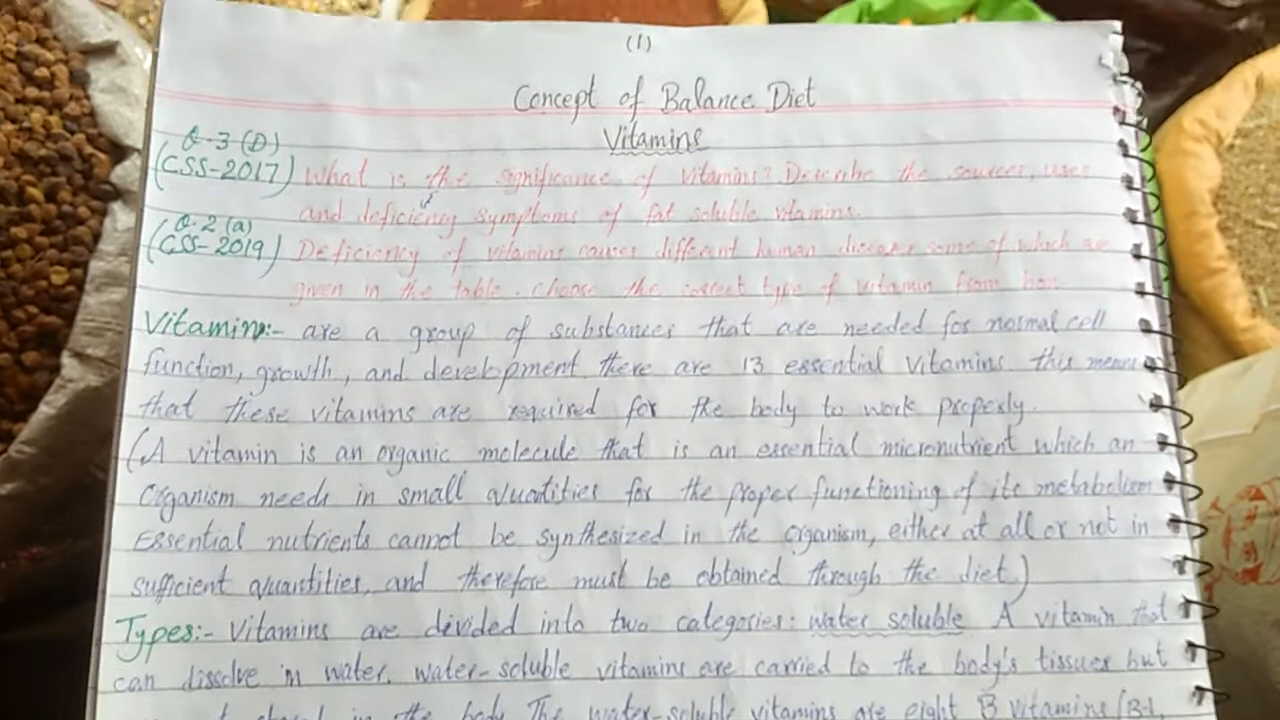 (1)
Concept of Balance Diet
Vitamins
Q-3 (D)
(CSS-2017) What is the significance of vitamins? Describe the sources, uses
and deficiency symptoms of fat soluble vitamins.
Q.2 (a)
(CSS-2019) Deficiency of vitamins causes different human diseases some of which are
given in the table. Choose the correct type of vitamin from box
Vitamins:- are a group of substances that are needed for normal cell
function, growth, and development there are 13 essential vitamins this means
that these vitamins are required for the body to work properly.
(A vitamin is an organic molecule that is an essential micronutrient which an
organism needs in small quantities for the proper functioning of its metabolism
Essential nutrients cannot be synthesized in the organism, either at all or not in
sufficient quantities, and therefore must be obtained through the diet.)
Types:- Vitamins are divided into two categories: water soluble A vitamin that
can dissolve in water. water-soluble vitamins are carried to the body's tissues but
in the body The water-soluble vitamins are eight B vitamins (B-1,